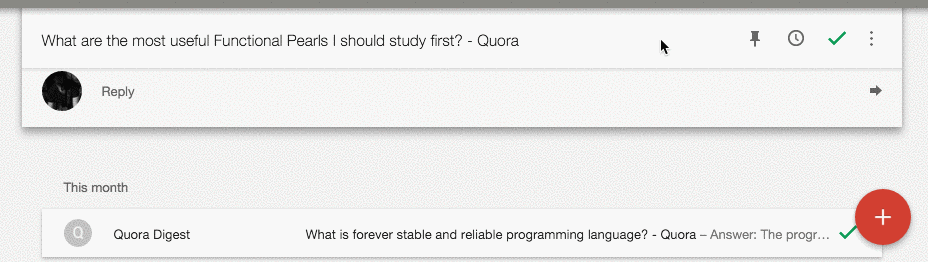 What are the most useful Functional Pearls I should study first? - Quora
Reply
This month
Q Quora Digest What is forever stable and reliable programming language? - Quora – Answer: The progr…